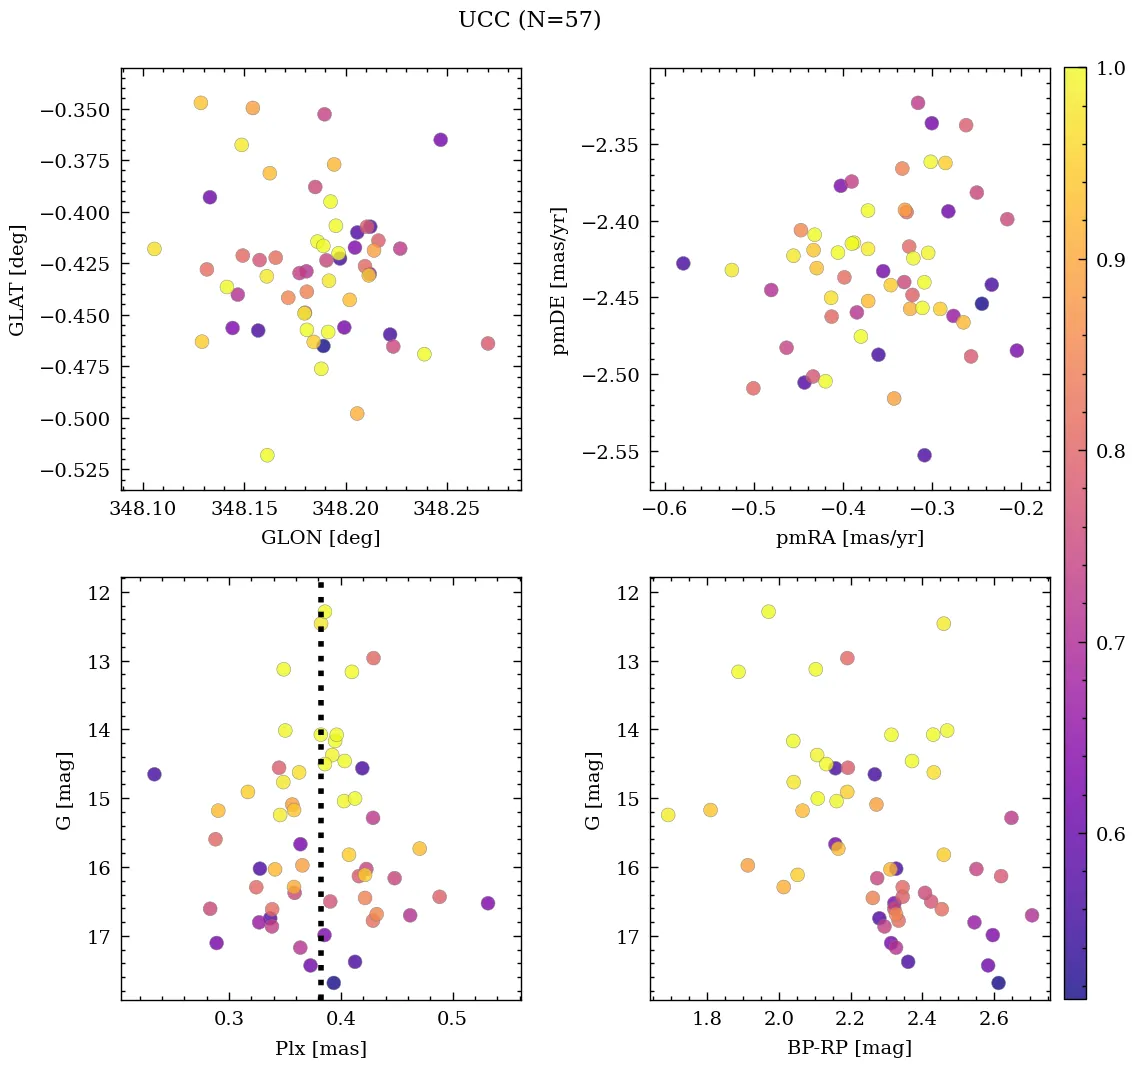 UCC (N=57)
−0.350
−0.375
−0.400
−0.425
−0.450
−0.475
−0.500
−0.525
GLAT [deg]
348.10 348.15 348.20 348.25
GLON [deg]
−2.35
−2.40
−2.45
−2.50
−2.55
pmDE [mas/yr]
−0.6 −0.5 −0.4 −0.3 −0.2
pmRA [mas/yr]
12
13
14
15
16
17
G [mag]
0.3 0.4 0.5
Plx [mas]
12
13
14
15
16
17
G [mag]
1.8 2.0 2.2 2.4 2.6
BP-RP [mag]
1.0
0.9
0.8
0.7
0.6